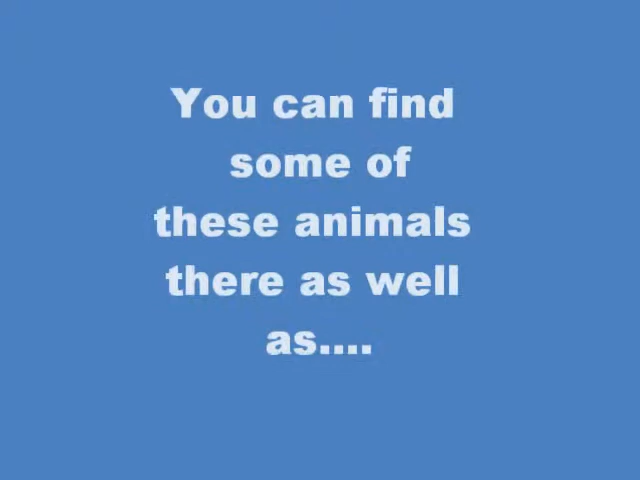 You can find
some of
these animals
there as well
as....